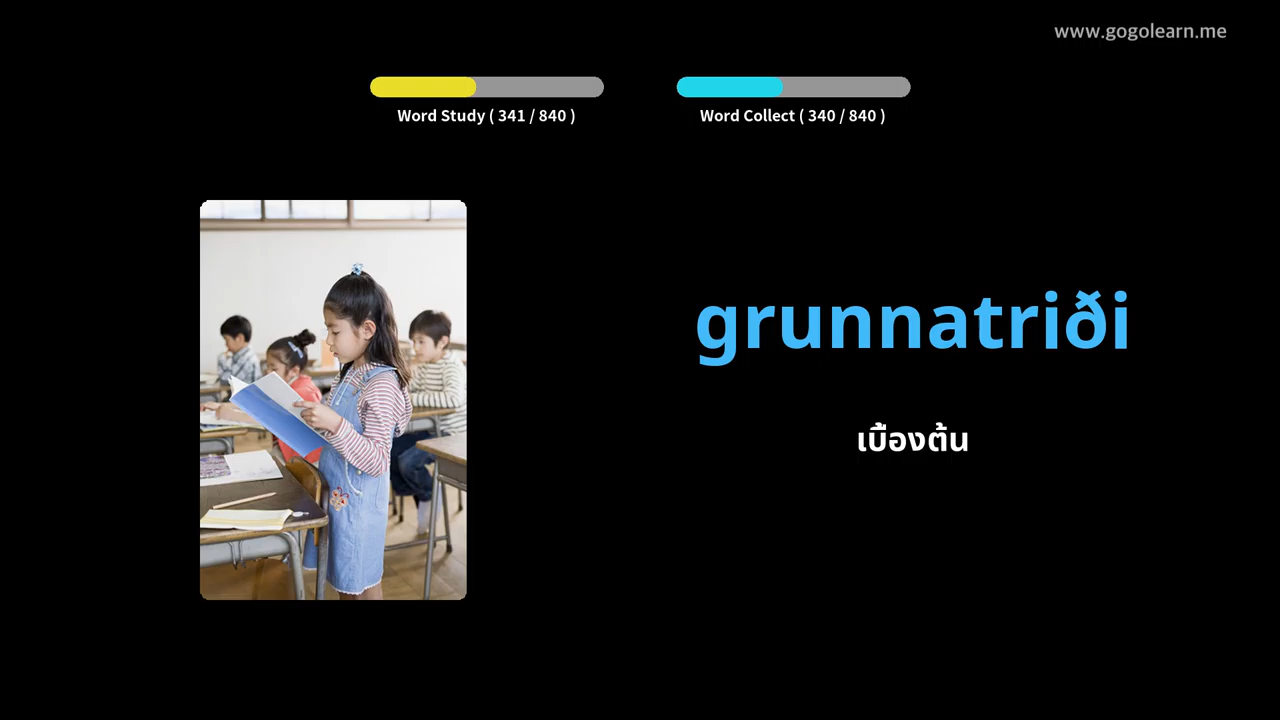 www.gogolearn.me
Word Study ( 341 / 840 )
Word Collect ( 340 / 840 )
grunnatriði
เบื้องต้น